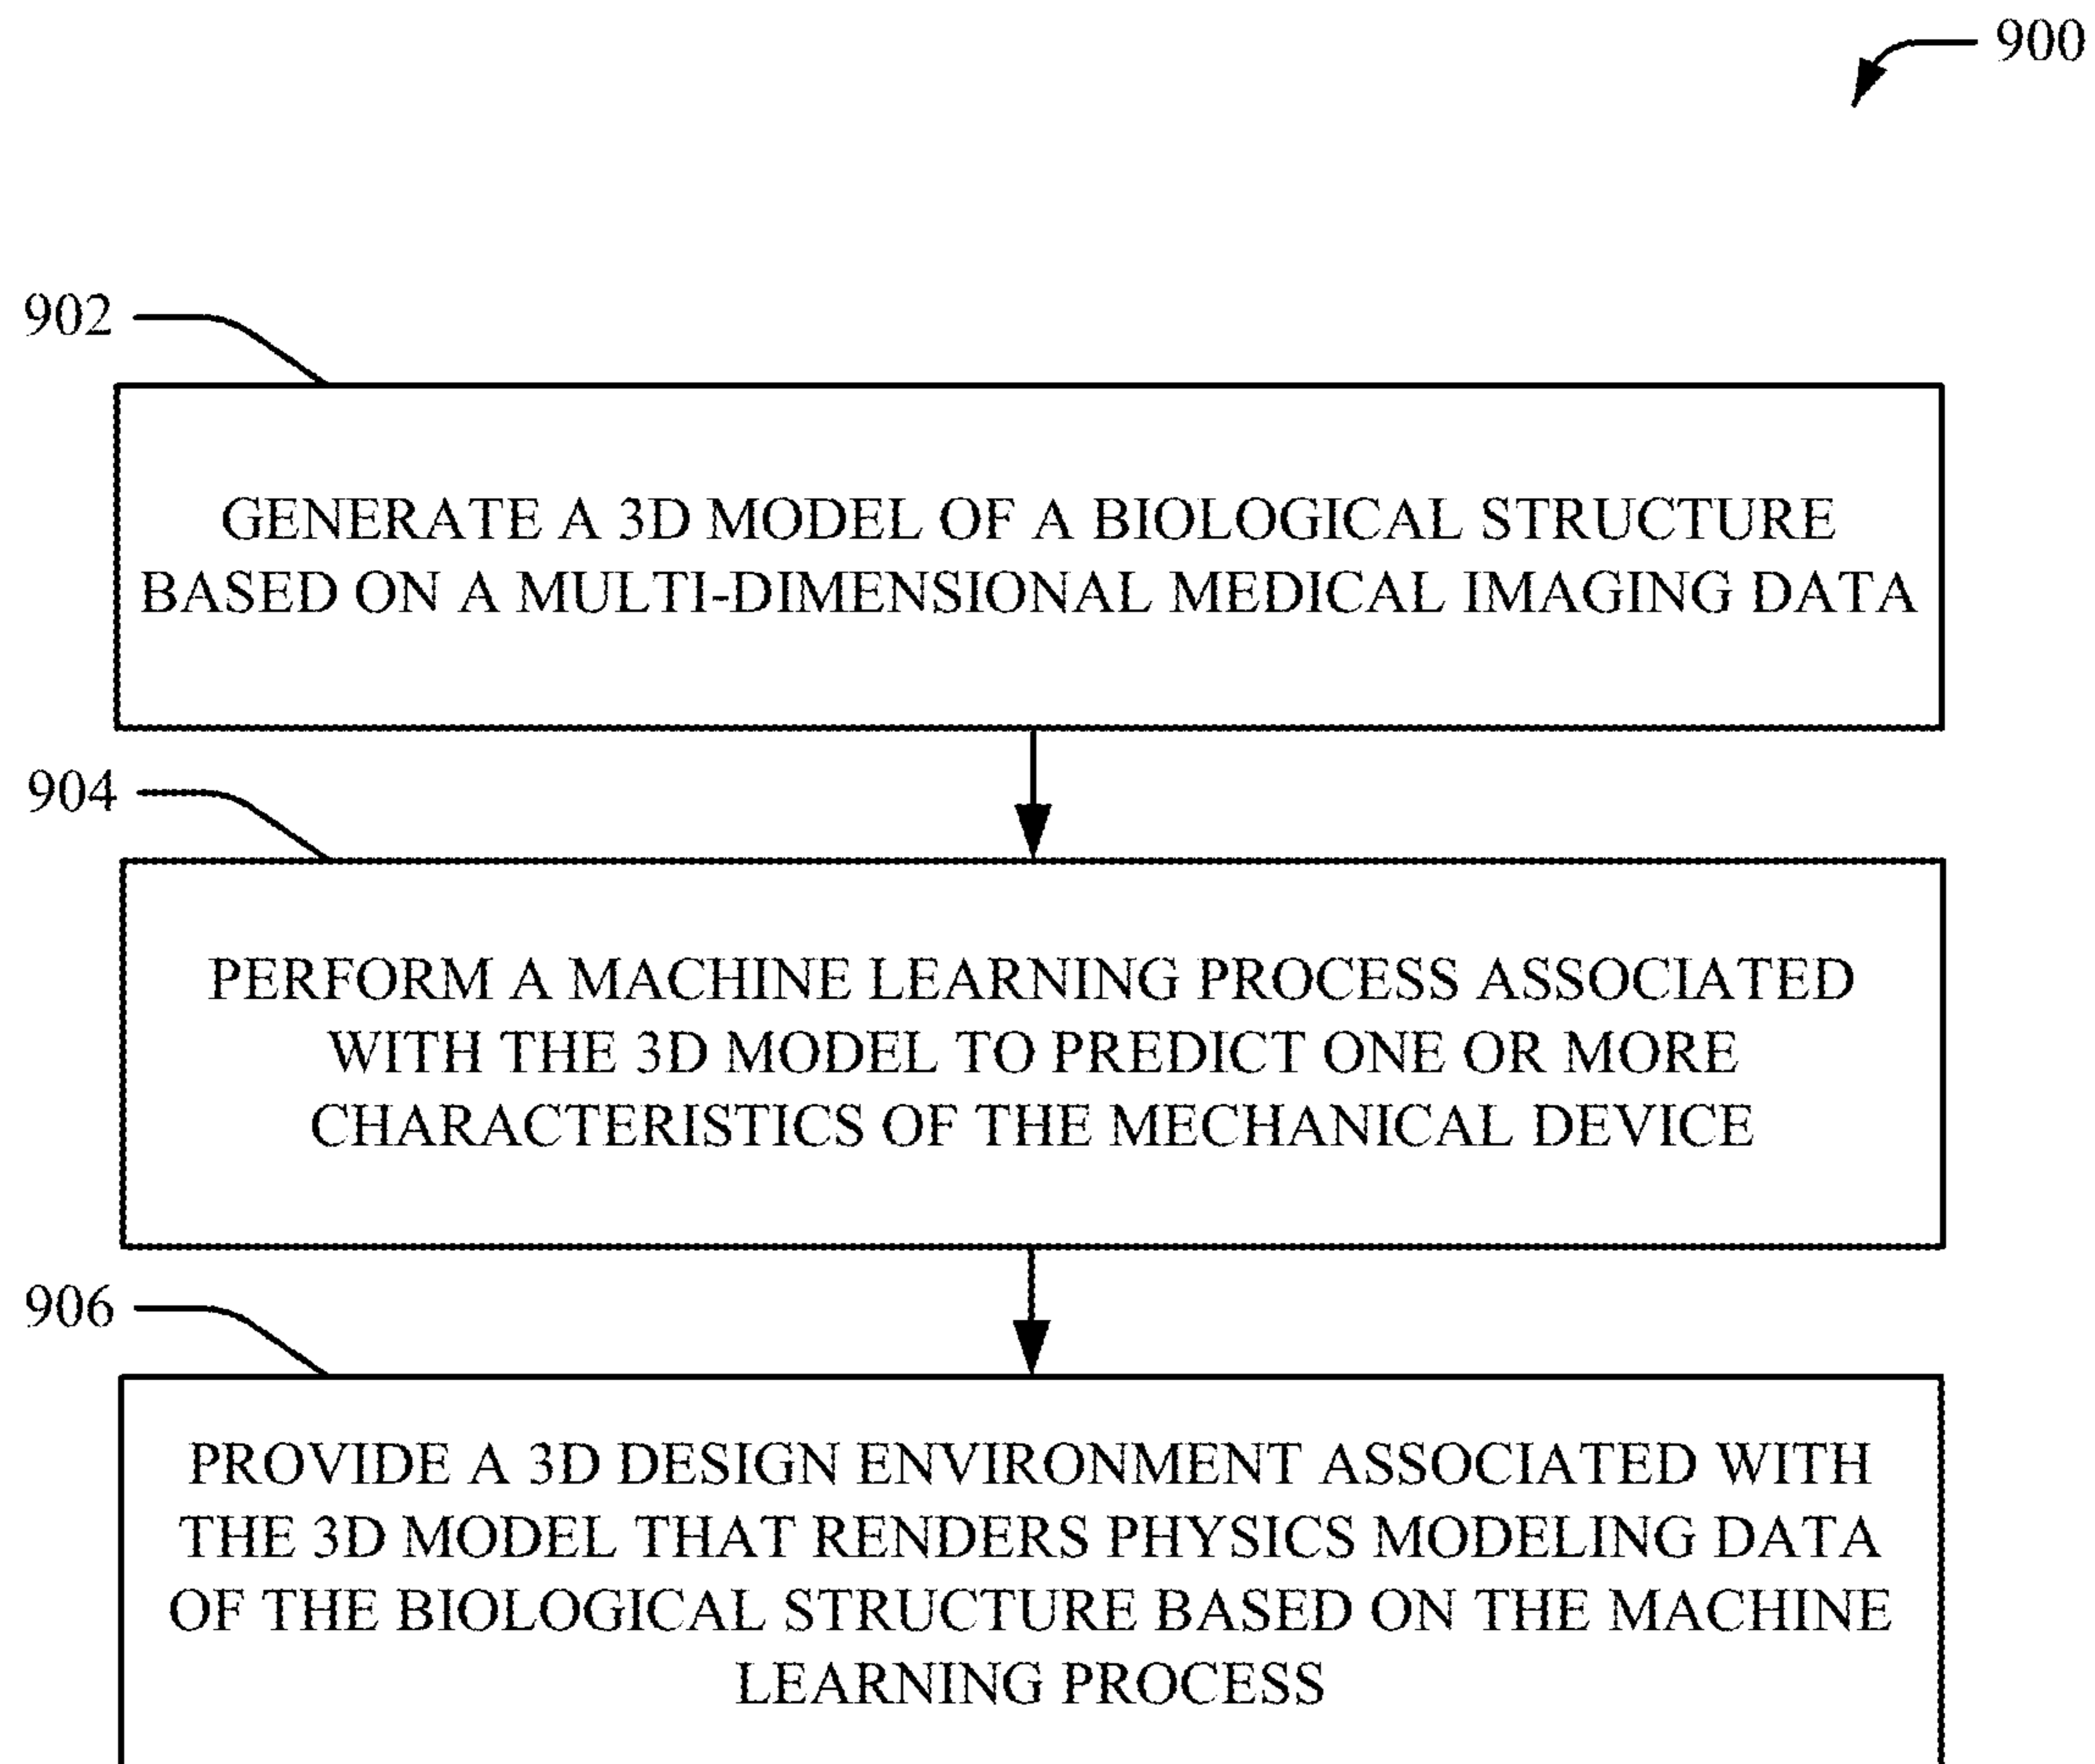 900
902
GENERATE A 3D MODEL OF A BIOLOGICAL STRUCTURE
BASED ON A MULTI-DIMENSIONAL MEDICAL IMAGING DATA
904
PERFORM A MACHINE LEARNING PROCESS ASSOCIATED
WITH THE 3D MODEL TO PREDICT ONE OR MORE
CHARACTERISTICS OF THE MECHANICAL DEVICE
906
PROVIDE A 3D DESIGN ENVIRONMENT ASSOCIATED WITH
THE 3D MODEL THAT RENDERS PHYSICS MODELING DATA
OF THE BIOLOGICAL STRUCTURE BASED ON THE MACHINE
LEARNING PROCESS